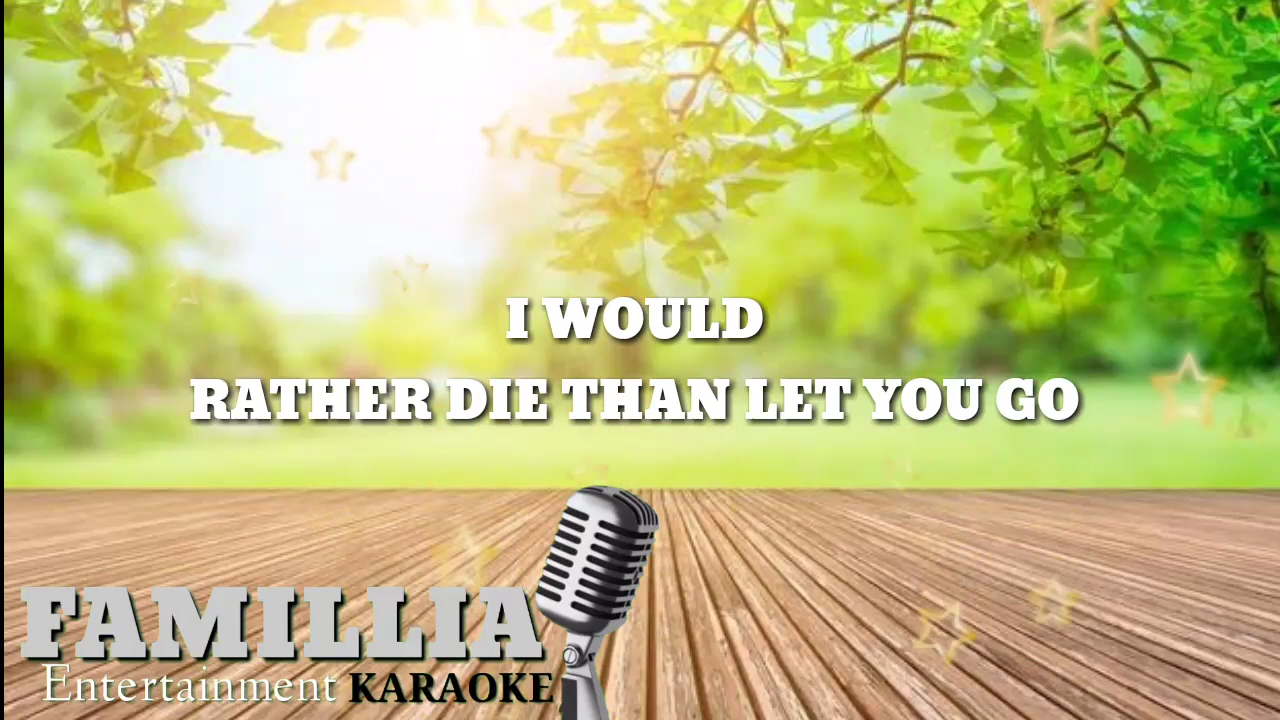 I WOULD
RATHER DIE THAN LET YOU GO
FAMILLIA
Entertainment KARAOKE